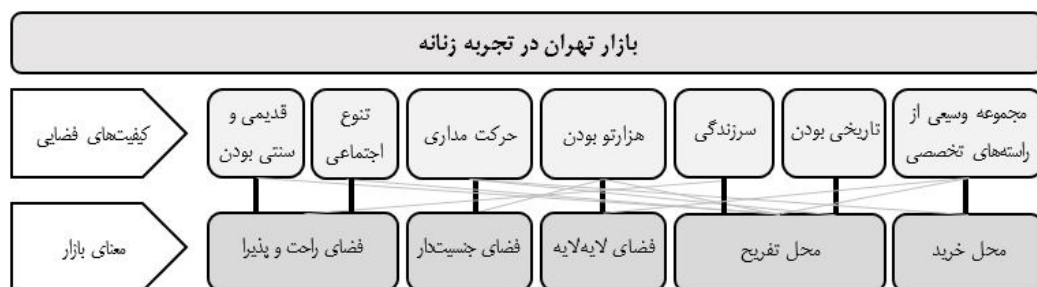 بازار تهران در تجربه زنانه
کیفیت‌های فضایی
مجموعه وسیعی از
راسته‌های تخصصی
تاریخی بودن
سرزندگی
هزارتو بودن
حرکت مداری
تنوع
اجتماعی
قدیمی و
سنتی بودن
معنای بازار
محل خرید
محل تفریح
فضای لایه‌لایه
فضای جنسیت‌دار
فضای راحت و پذیرا